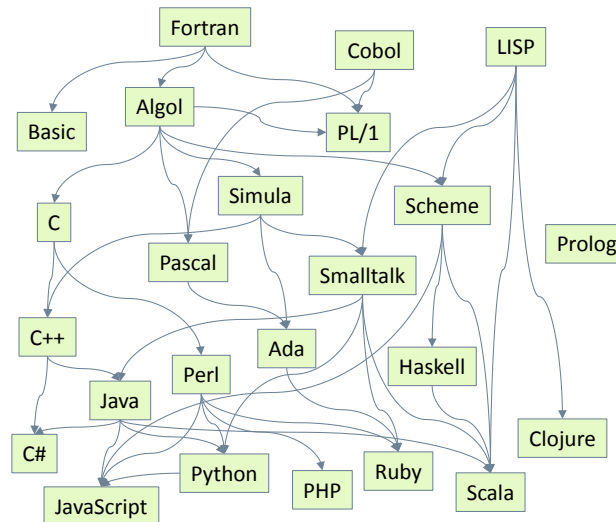 Fortran
Cobol
LISP
Basic
Algol
PL/1
C
Simula
Scheme
Pascal
Smalltalk
Prolog
C++
Java
Perl
Ada
Haskell
Clojure
C#
JavaScript
Python
PHP
Ruby
Scala